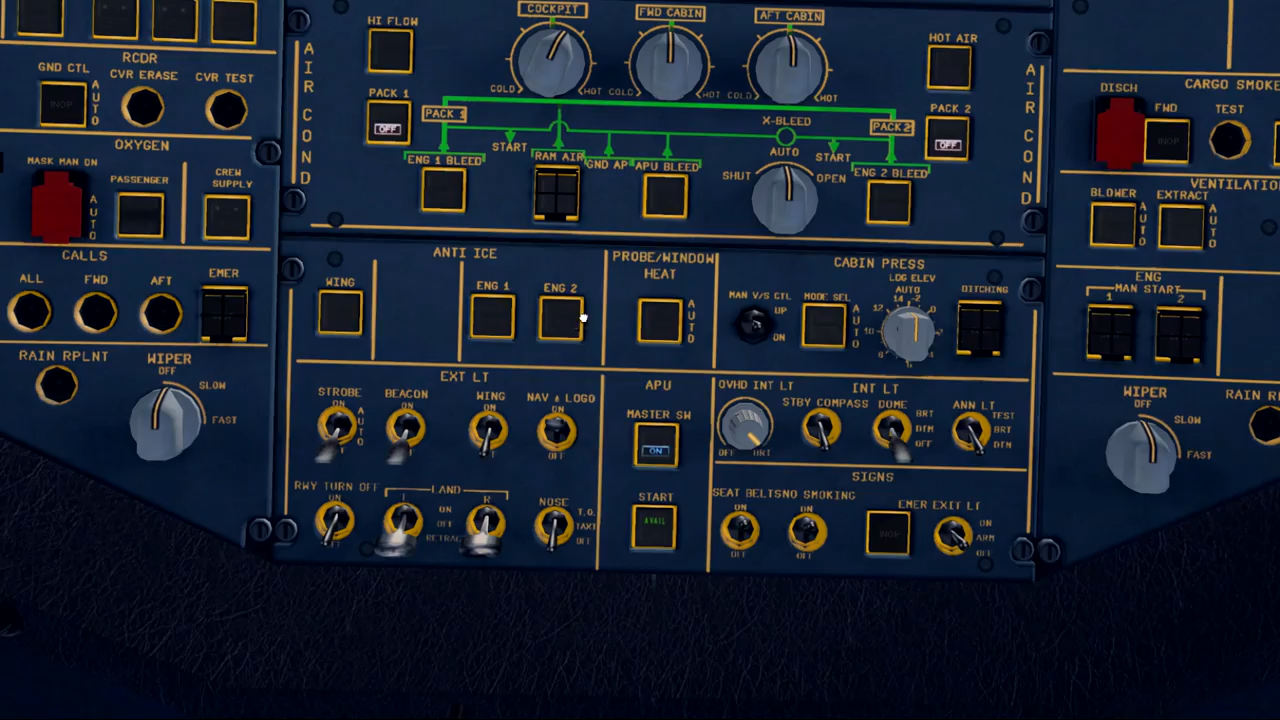 RCDR
GND CTL
CVR ERASE
CVR TEST
INOP
AUTO
OXYGEN
MASK MAN ON
PASSENGER
CREW SUPPLY
AUTO
CALLS
ALL
FWD
AFT
EMER
RAIN RPLNT
WIPER
OFF
SLOW
FAST
AIR COND
HI FLOW
COCKPIT
FWD CABIN
AFT CABIN
HOT AIR
COLD
HOT
COLD
HOT
COLD
HOT
PACK 1
OFF
PACK 1
PACK 2
PACK 2
OFF
X-BLEED
START
AUTO
START
ENG 1 BLEED
RAM AIR
GND AP
APU BLEED
SHUT
OPEN
ENG 2 BLEED
AIR COND
ANTI ICE
WING
ENG 1
ENG 2
PROBE/WINDOW
HEAT
AUTO
CABIN PRESS
MAN V/S CTL
UP
MODE SEL
AUTO
LDG ELEV
AUTO
DITCHING
EXT LT
STROBE
ON
AUTO
BEACON
ON
WING
ON
OFF
NAV & LOGO
ON
OFF
RWY TURN OFF
ON
LAND
L
R
ON
OFF
RETRACT
NOSE
T.O.
TAXI
OFF
APU
MASTER SW
ON
START
AVAIL
OVHD INT LT
OFF
BRT
INT LT
STBY COMPASS
ON
OFF
DOME
BRT
DIM
OFF
ANN LT
TEST
BRT
DIM
SIGNS
SEAT BELTS
NO SMOKING
ON
OFF
ON
OFF
EMER EXIT LT
INOP
ON
ARM
OFF
CARGO SMOKE
DISCH
FWD
INOP
TEST
VENTILATION
BLOWER
AUTO
EXTRACT
AUTO
ENG
MAN START
1
2
WIPER
OFF
SLOW
FAST
RAIN R